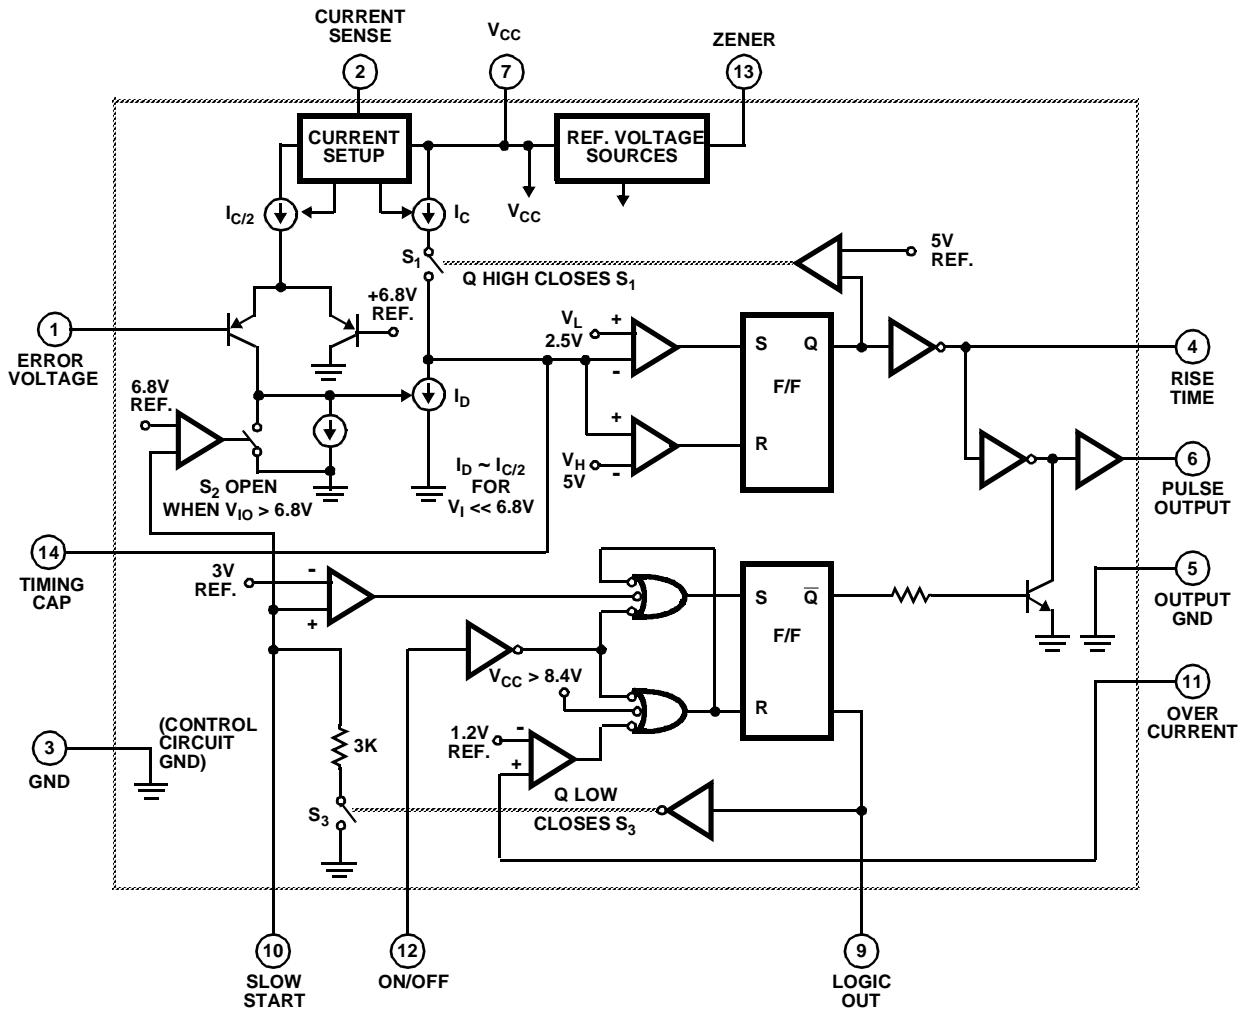 CURRENT
SENSE
2
VCC
7
ZENER
13
CURRENT
SETUP
REF. VOLTAGE
SOURCES
IC/2
IC
VCC
S1
Q HIGH CLOSES S1
5V
REF.
1
ERROR
VOLTAGE
+6.8V
REF.
VL
2.5V
+
-
S Q
F/F
R
4
RISE
TIME
6.8V
REF.
ID
+
VH
-
5V
S2 OPEN
WHEN VIO > 6.8V
ID ~ IC/2
FOR
VI << 6.8V
6
PULSE
OUTPUT
14
TIMING
CAP
3V
REF.
-
+
S Q
F/F
R
5
OUTPUT
GND
VCC > 8.4V
11
OVER
CURRENT
3
GND
(CONTROL
CIRCUIT
GND)
3K
1.2V
REF.
-
+
S3
Q LOW
CLOSES S3
10
SLOW
START
12
ON/OFF
9
LOGIC
OUT